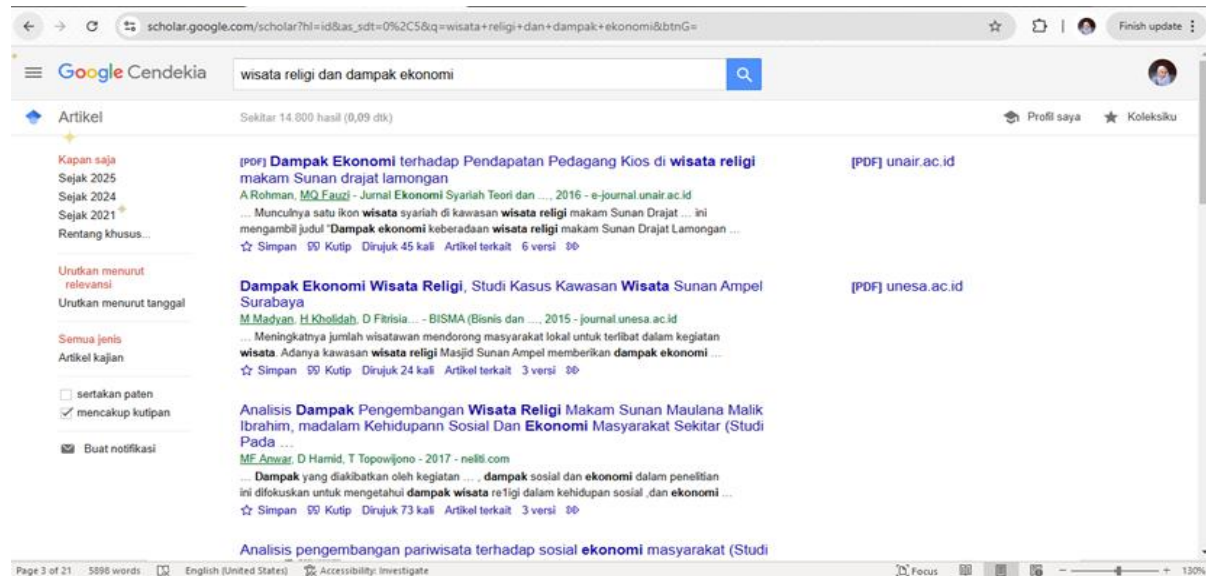 scholar.google.com/scholar?hl=id&as_sdt=0%2C5&q=wisata+religi+dan+dampak+ekonomi&btnG=
Finish update
Google Cendekia
wisata religi dan dampak ekonomi
Artikel
Sekitar 14.800 hasil (0,09 dtk)
Profil saya
Koleksiku
Kapan saja
Sejak 2025
Sejak 2024
Sejak 2021
Rentang khusus...
Urutkan menurut
relevansi
Urutkan menurut tanggal
Semua jenis
Artikel kajian
sertakan paten
mencakup kutipan
Buat notifikasi
[PDF] Dampak Ekonomi terhadap Pendapatan Pedagang Kios di wisata religi
makam Sunan drajat lamongan
A Rohman, MQ Fauzi - Jurnal Ekonomi Syariah Teori dan ..., 2016 - e-journal.unair.ac.id
... Munculnya satu ikon wisata syariah di kawasan wisata religi makam Sunan Drajat ... ini
mengambil judul "Dampak ekonomi keberadaan wisata religi makam Sunan Drajat Lamongan ...
Simpan Kutip Dirujuk 45 kali Artikel terkait 6 versi
[PDF] unair.ac.id
Dampak Ekonomi Wisata Religi, Studi Kasus Kawasan Wisata Sunan Ampel
Surabaya
M Madyan, H Kholidah, D Fitrisia... - BISMA (Bisnis dan ..., 2015 - journal.unesa.ac.id
... Meningkatnya jumlah wisatawan mendorong masyarakat lokal untuk terlibat dalam kegiatan
wisata. Adanya kawasan wisata religi Masjid Sunan Ampel memberikan dampak ekonomi ...
Simpan Kutip Dirujuk 24 kali Artikel terkait 3 versi
[PDF] unesa.ac.id
Analisis Dampak Pengembangan Wisata Religi Makam Sunan Maulana Malik
Ibrahim, madalam Kehidupann Sosial Dan Ekonomi Masyarakat Sekitar (Studi
Pada ...
MF Anwar, D Hamid, T Topowijono - 2017 - neliti.com
... Dampak yang diakibatkan oleh kegiatan ... , dampak sosial dan ekonomi dalam penelitian
ini difokuskan untuk mengetahui dampak wisata re1igi dalam kehidupan sosial ,dan ekonomi ...
Simpan Kutip Dirujuk 73 kali Artikel terkait 3 versi
Analisis pengembangan pariwisata terhadap sosial ekonomi masyarakat (Studi
Page 3 of 21 5898 words English (United States) Accessibility: Investigate Focus 130%